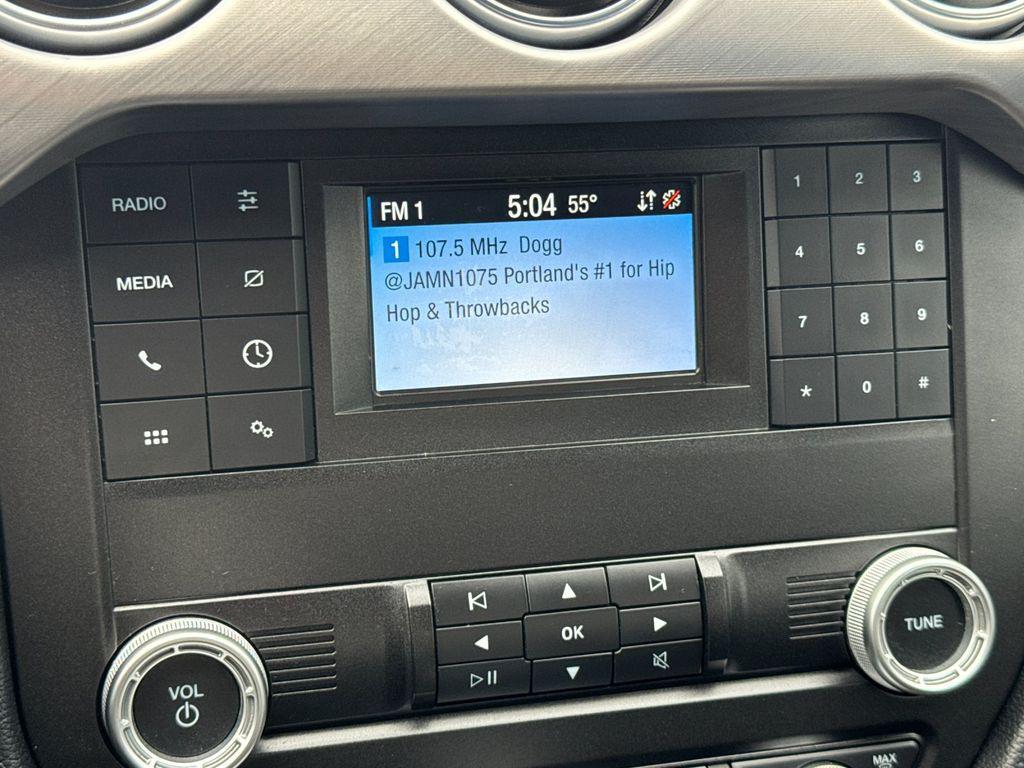 RADIO
MEDIA
FM 1 5:04 55°
1 107.5 MHz Dogg
@JAMN1075 Portland's #1 for Hip
Hop & Throwbacks
1 2 3
4 5 6
7 8 9
* 0 #
OK
VOL
TUNE
MAX